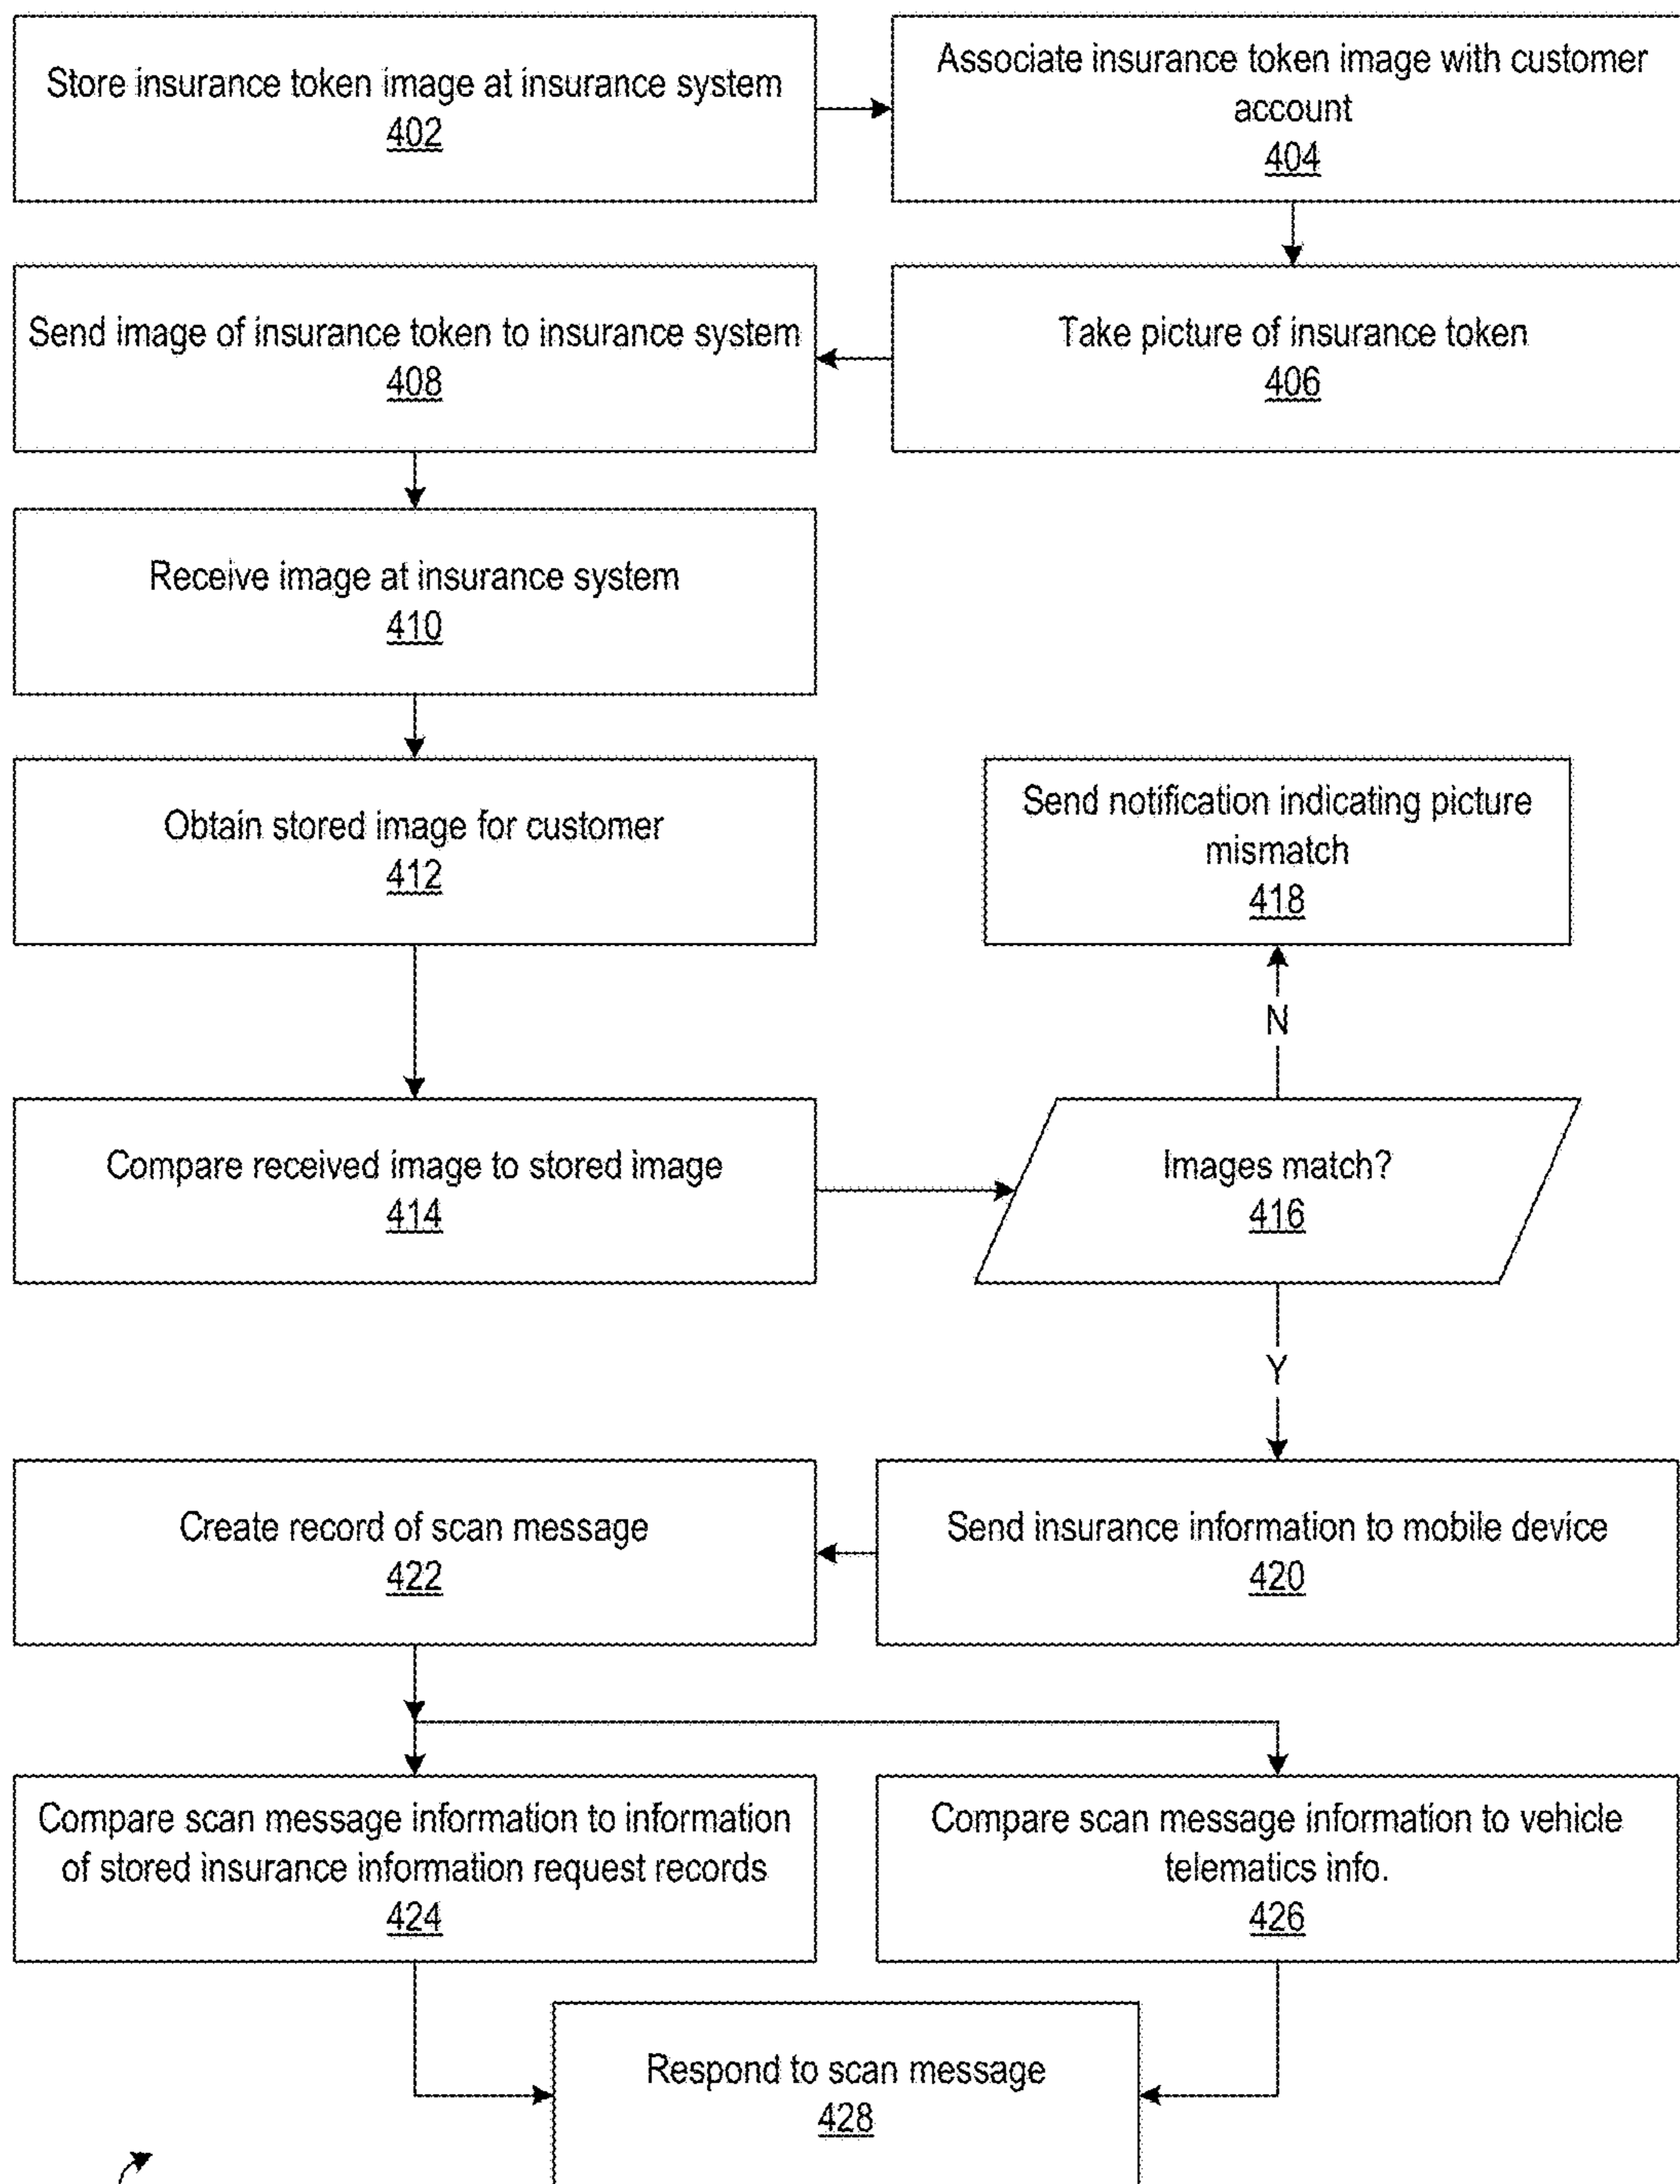 Store insurance token image at insurance system
402
Associate insurance token image with customer
account
404
Take picture of insurance token
406
Send image of insurance token to insurance system
408
Receive image at insurance system
410
Obtain stored image for customer
412
Send notification indicating picture
mismatch
418
N
Compare received image to stored image
414
Images match?
416
Y
Send insurance information to mobile device
420
Create record of scan message
422
Compare scan message information to information
of stored insurance information request records
424
Compare scan message information to vehicle
telematics info.
426
Respond to scan message
428